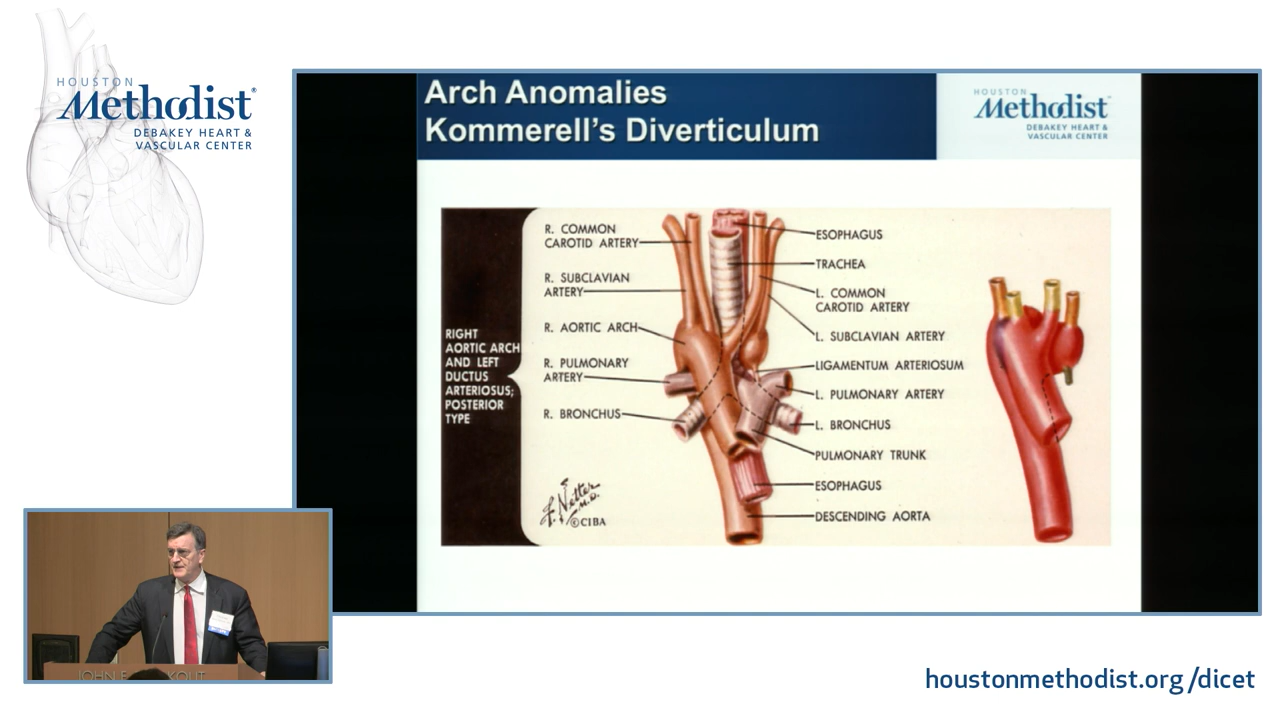 HOUSTON
Methodist®
DEBAKEY HEART &
VASCULAR CENTER
Arch Anomalies
Kommerell's Diverticulum
HOUSTON
Methodist
DEBAKEY HEART &
VASCULAR CENTER
RIGHT
AORTIC ARCH
AND LEFT
DUCTUS
ARTERIOSUS;
POSTERIOR
TYPE
R. COMMON
CAROTID ARTERY
R. SUBCLAVIAN
ARTERY
R. AORTIC ARCH
R. PULMONARY
ARTERY
R. BRONCHUS
ESOPHAGUS
TRACHEA
L. COMMON
CAROTID ARTERY
L. SUBCLAVIAN ARTERY
LIGAMENTUM ARTERIOSUM
L. PULMONARY ARTERY
L. BRONCHUS
PULMONARY TRUNK
ESOPHAGUS
DESCENDING AORTA
F. Netter
M.D.
©CIBA
JOHN F.
houstonmethodist.org/dicet